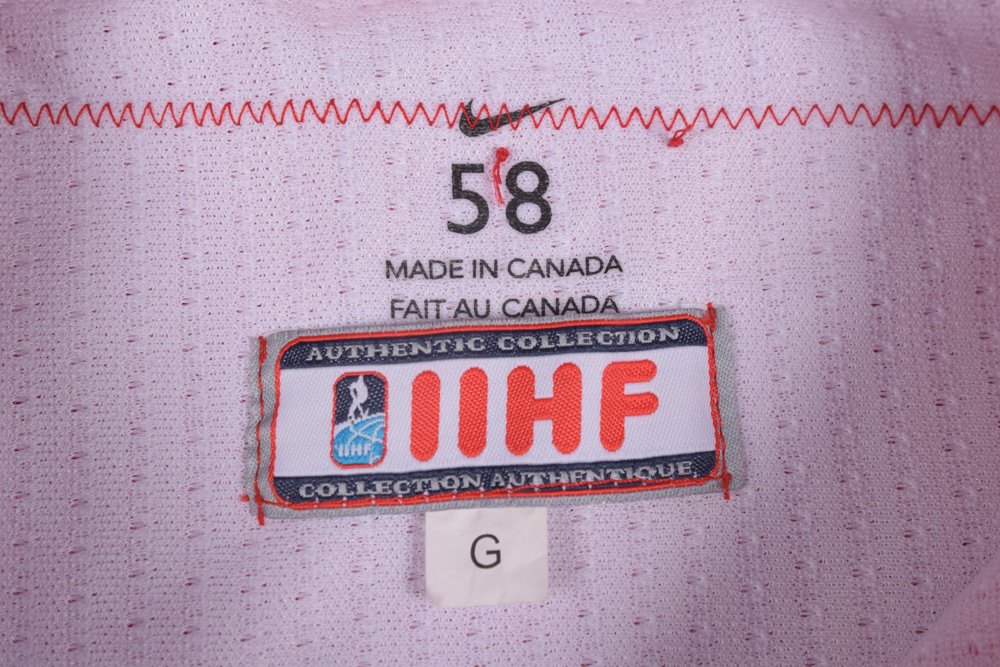 58
MADE IN CANADA
FAIT AU CANADA
AUTHENTIC COLLECTION
IIHF IIHF
COLLECTION AUTHENTIQUE
G